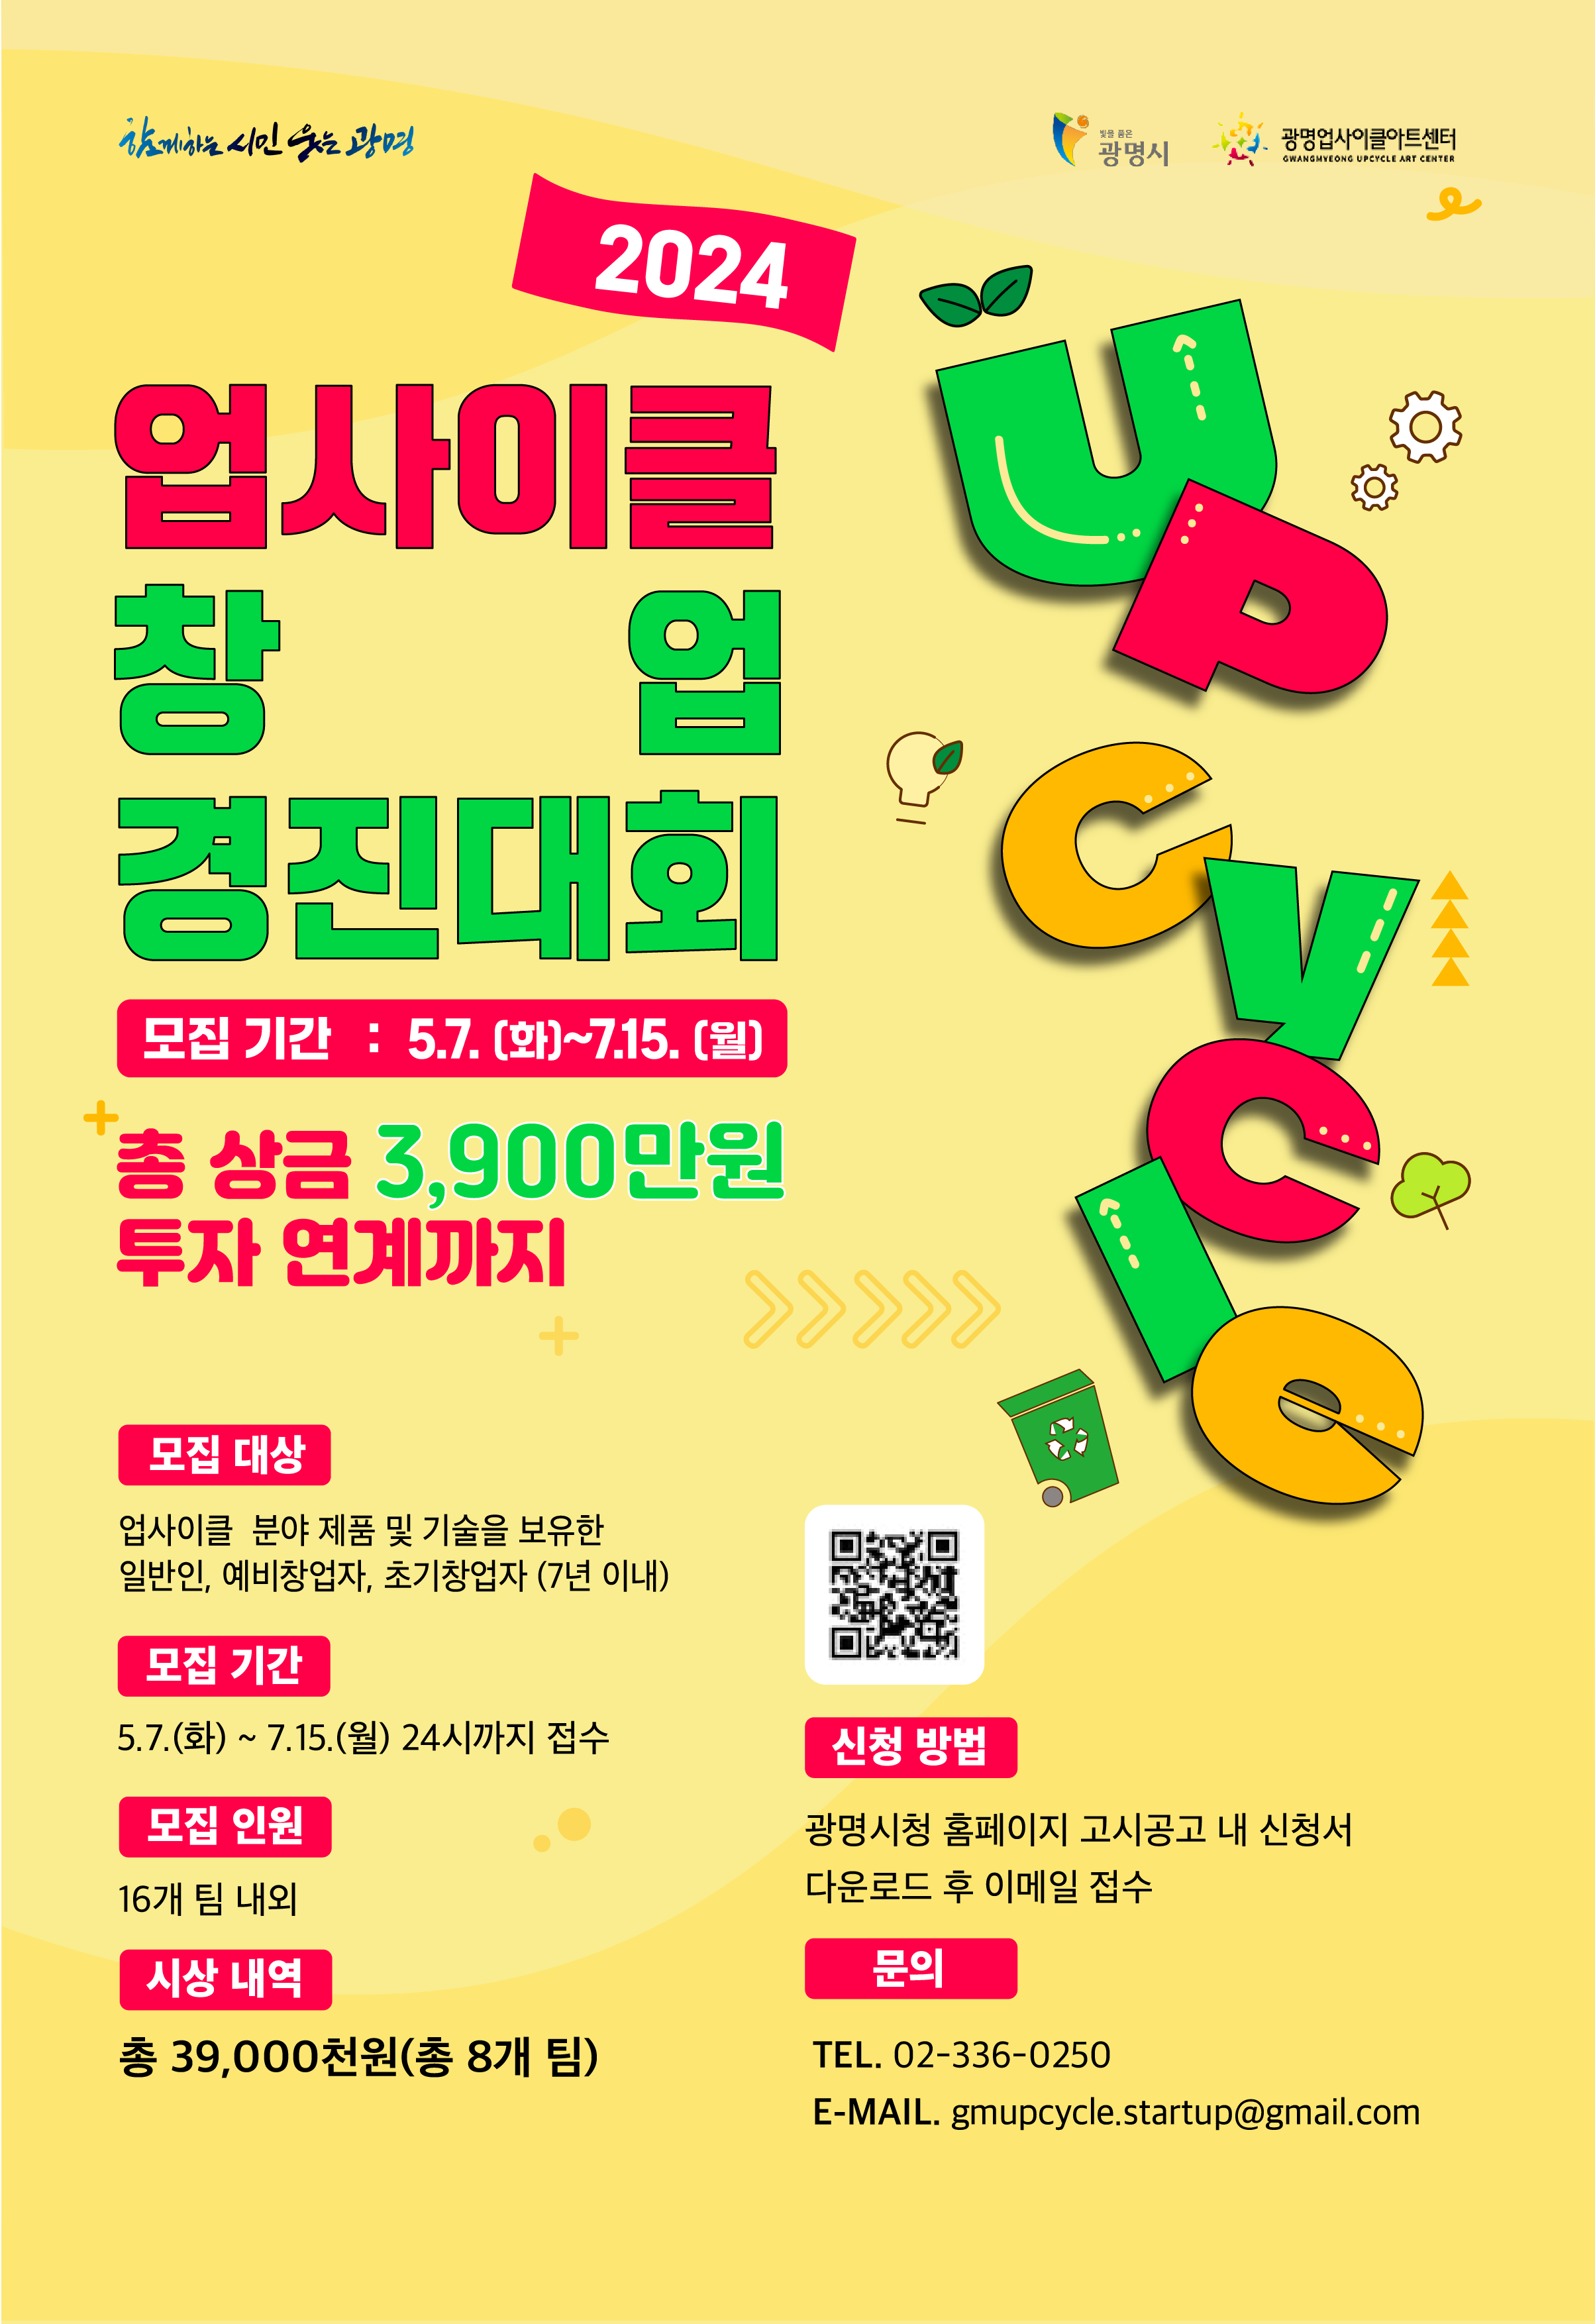 함께하는 시민 웃는 광명
빛을 품은
광명시
광명업사이클아트센터
GWANGMYEONG UPCYCLE ART CENTER
2024
업사이클
창 업
경진대회
모집 기간 : 5.7. (화)~7.15. (월)
총 상금 3,900만원
투자 연계까지
UP
CYCle
모집 대상
업사이클 분야 제품 및 기술을 보유한
일반인, 예비창업자, 초기창업자 (7년 이내)
모집 기간
5.7.(화) ~ 7.15.(월) 24시까지 접수
모집 인원
16개 팀 내외
시상 내역
총 39,000천원(총 8개 팀)
신청 방법
광명시청 홈페이지 고시공고 내 신청서
다운로드 후 이메일 접수
문의
TEL. 02-336-0250
E-MAIL. gmupcycle.startup@gmail.com